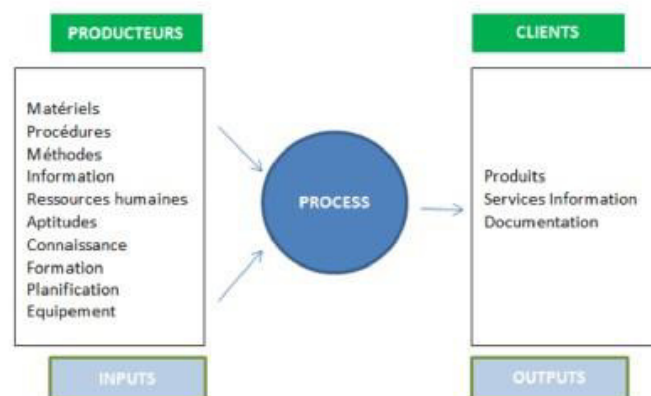 PRODUCTEURS
Matériels
Procédures
Méthodes
Information
Ressources humaines
Aptitudes
Connaissance
Formation
Planification
Equipement
INPUTS
PROCESS
CLIENTS
Produits
Services Information
Documentation
OUTPUTS